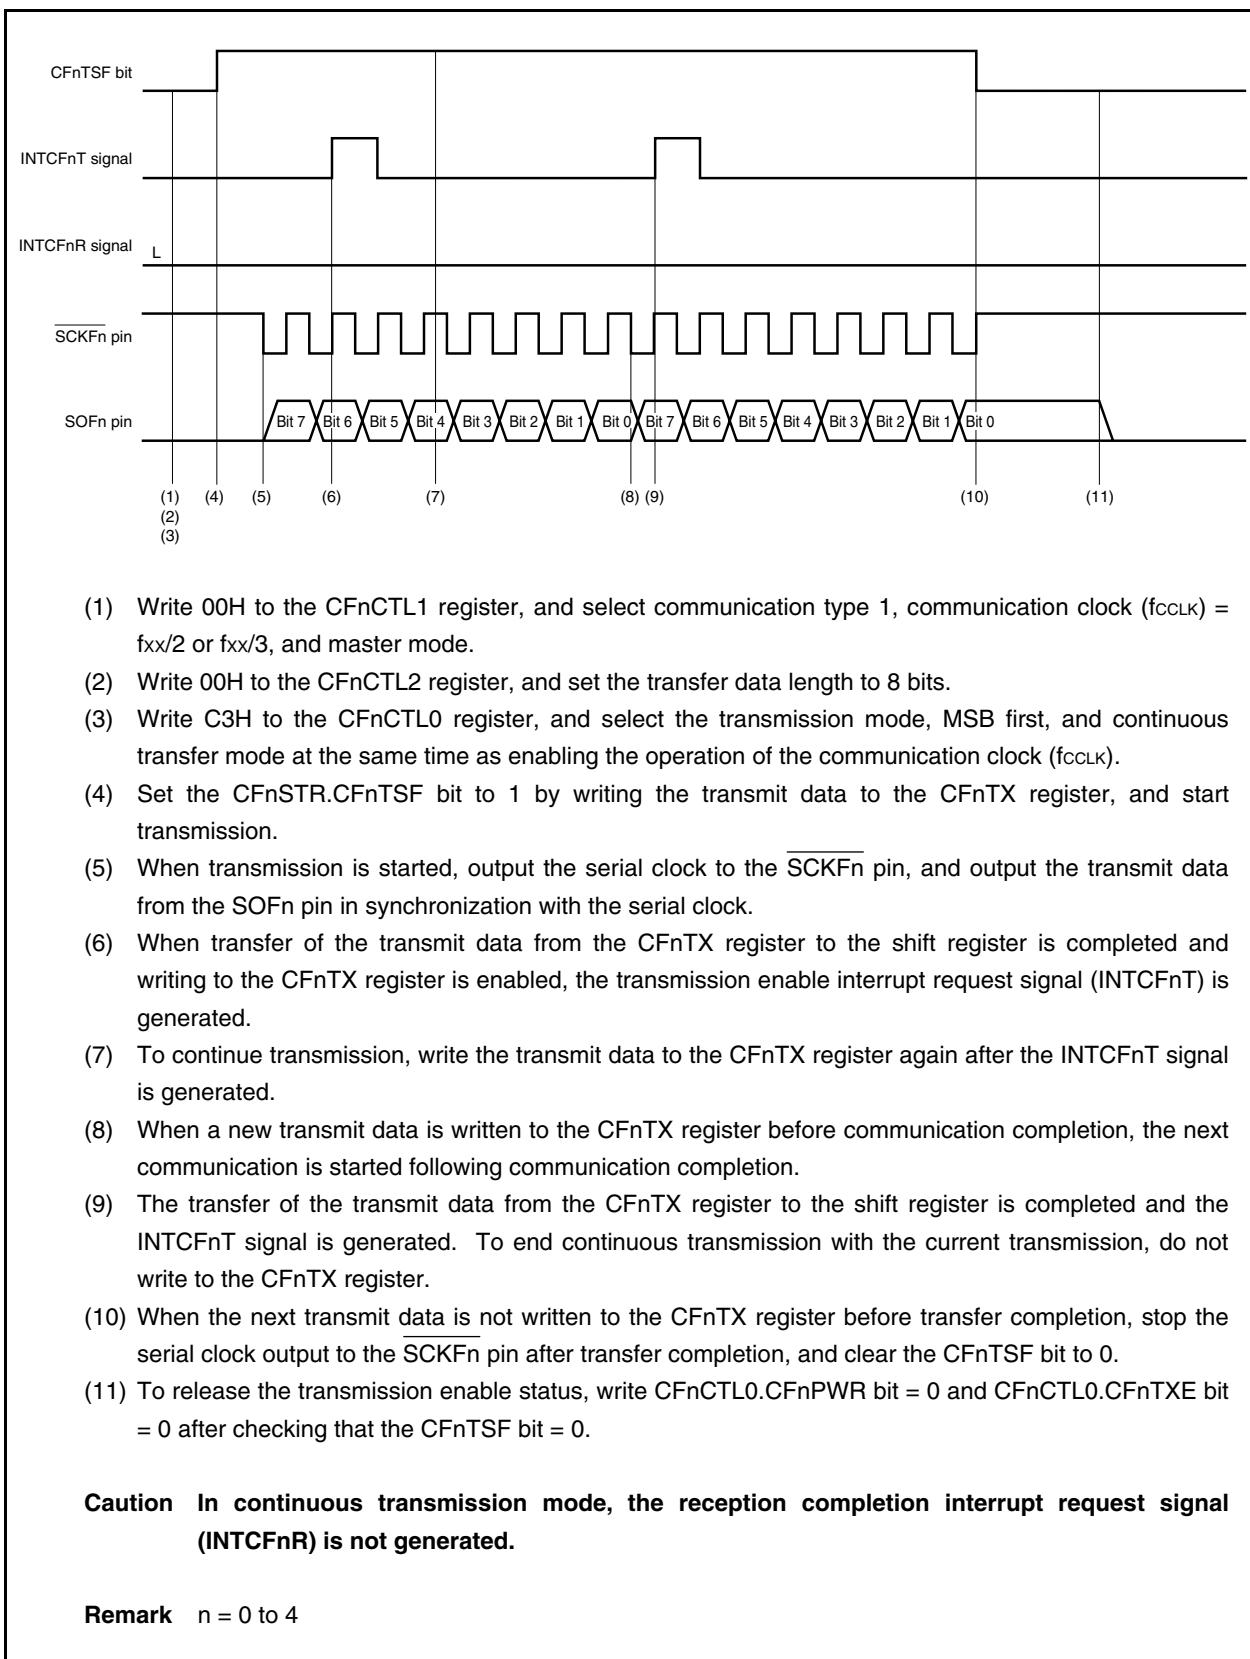 CFnTSF bit
INTCFnT signal
INTCFnR signal L
SCKFn pin
SOFn pin Bit 7 Bit 6 Bit 5 Bit 4 Bit 3 Bit 2 Bit 1 Bit 0 Bit 7 Bit 6 Bit 5 Bit 4 Bit 3 Bit 2 Bit 1 Bit 0
(1) (4) (5) (6) (7) (8) (9) (10) (11)
(2)
(3)
(1) Write 00H to the CFnCTL1 register, and select communication type 1, communication clock (fCCLK) =
fXX/2 or fXX/3, and master mode.
(2) Write 00H to the CFnCTL2 register, and set the transfer data length to 8 bits.
(3) Write C3H to the CFnCTL0 register, and select the transmission mode, MSB first, and continuous
transfer mode at the same time as enabling the operation of the communication clock (fCCLK).
(4) Set the CFnSTR.CFnTSF bit to 1 by writing the transmit data to the CFnTX register, and start
transmission.
(5) When transmission is started, output the serial clock to the SCKFn pin, and output the transmit data
from the SOFn pin in synchronization with the serial clock.
(6) When transfer of the transmit data from the CFnTX register to the shift register is completed and
writing to the CFnTX register is enabled, the transmission enable interrupt request signal (INTCFnT) is
generated.
(7) To continue transmission, write the transmit data to the CFnTX register again after the INTCFnT signal
is generated.
(8) When a new transmit data is written to the CFnTX register before communication completion, the next
communication is started following communication completion.
(9) The transfer of the transmit data from the CFnTX register to the shift register is completed and the
INTCFnT signal is generated. To end continuous transmission with the current transmission, do not
write to the CFnTX register.
(10) When the next transmit data is not written to the CFnTX register before transfer completion, stop the
serial clock output to the SCKFn pin after transfer completion, and clear the CFnTSF bit to 0.
(11) To release the transmission enable status, write CFnCTL0.CFnPWR bit = 0 and CFnCTL0.CFnTXE bit
= 0 after checking that the CFnTSF bit = 0.
Caution In continuous transmission mode, the reception completion interrupt request signal
(INTCFnR) is not generated.
Remark n = 0 to 4